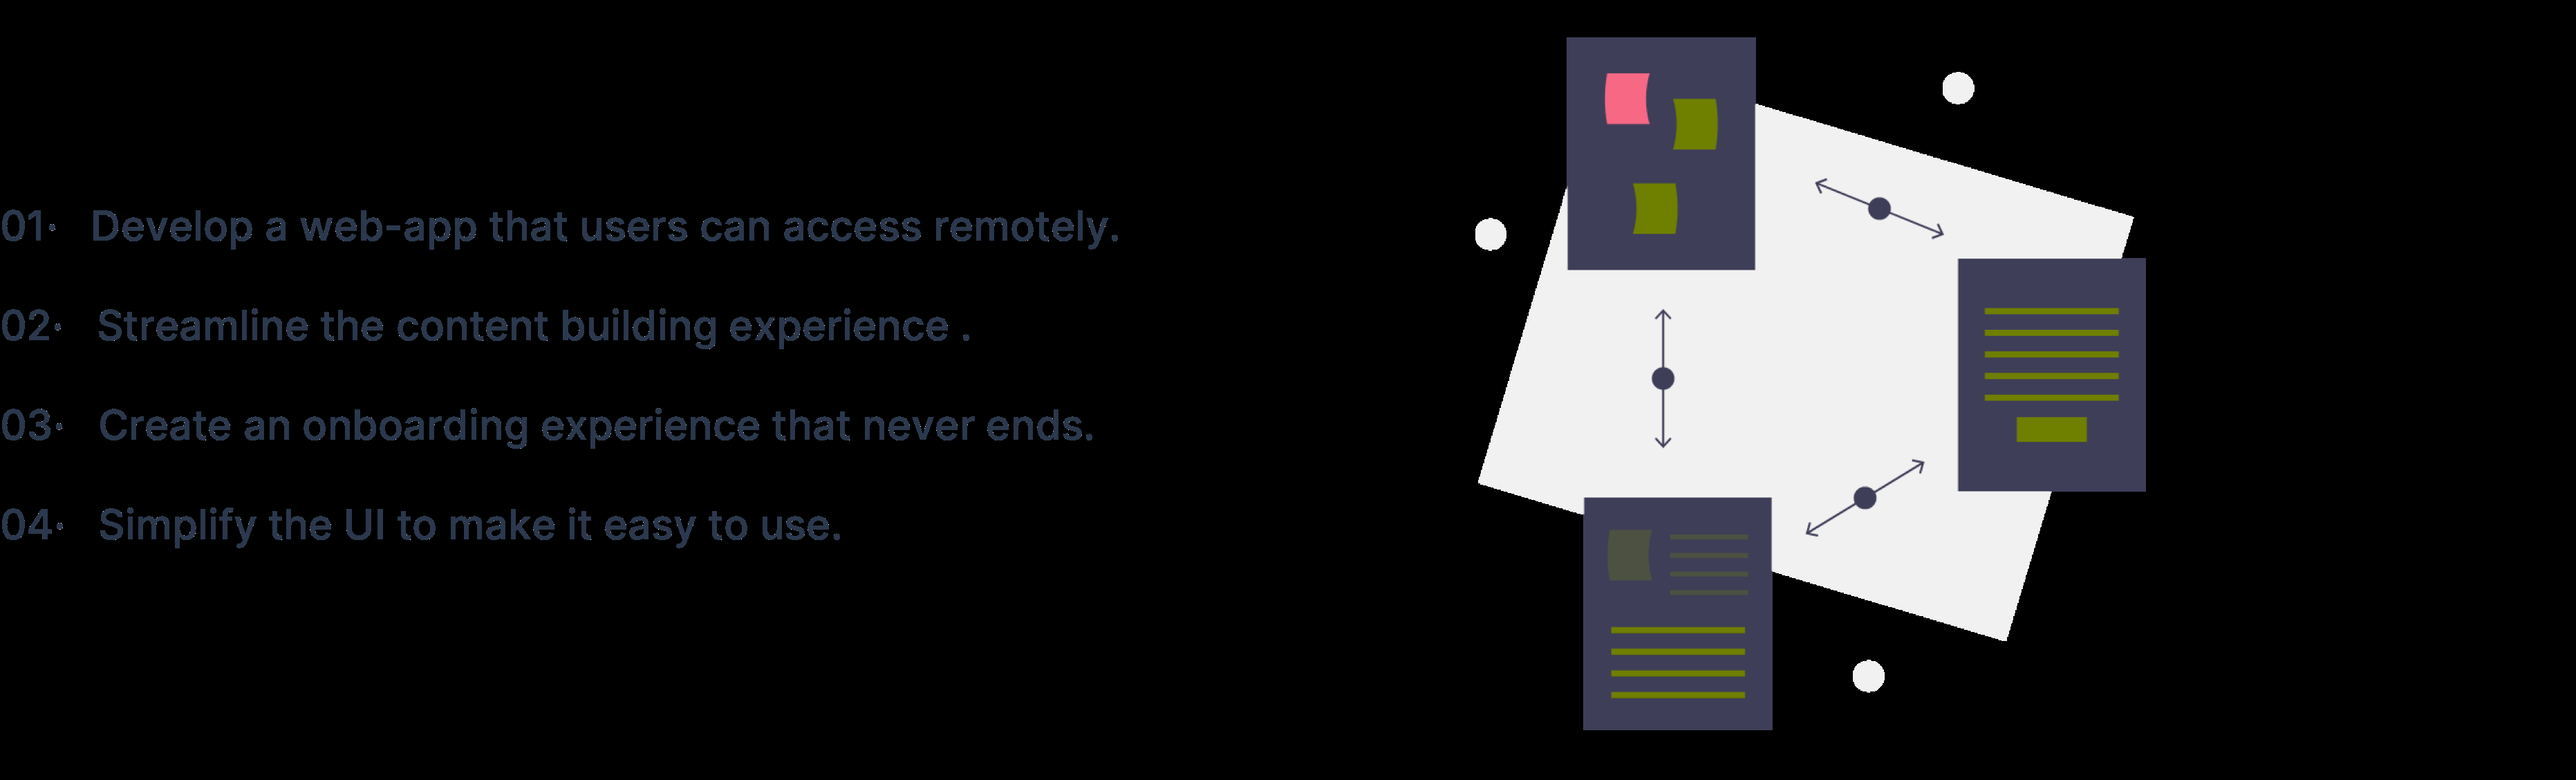 01· Develop a web-app that users can access remotely.
02· Streamline the content building experience .
03· Create an onboarding experience that never ends.
04· Simplify the UI to make it easy to use.